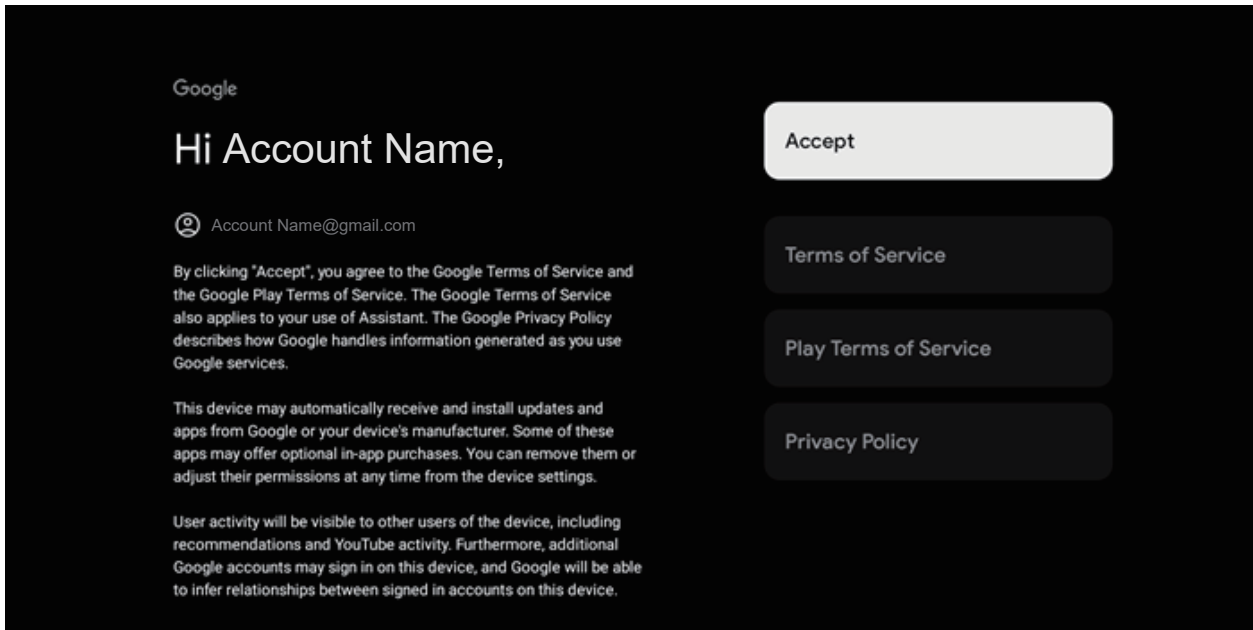 Google
Hi Account Name,
Account Name@gmail.com
By clicking "Accept", you agree to the Google Terms of Service and
the Google Play Terms of Service. The Google Terms of Service
also applies to your use of Assistant. The Google Privacy Policy
describes how Google handles information generated as you use
Google services.
This device may automatically receive and install updates and
apps from Google or your device's manufacturer. Some of these
apps may offer optional in-app purchases. You can remove them or
adjust their permissions at any time from the device settings.
User activity will be visible to other users of the device, including
recommendations and YouTube activity. Furthermore, additional
Google accounts may sign in on this device, and Google will be able
to infer relationships between signed in accounts on this device.
Accept
Terms of Service
Play Terms of Service
Privacy Policy